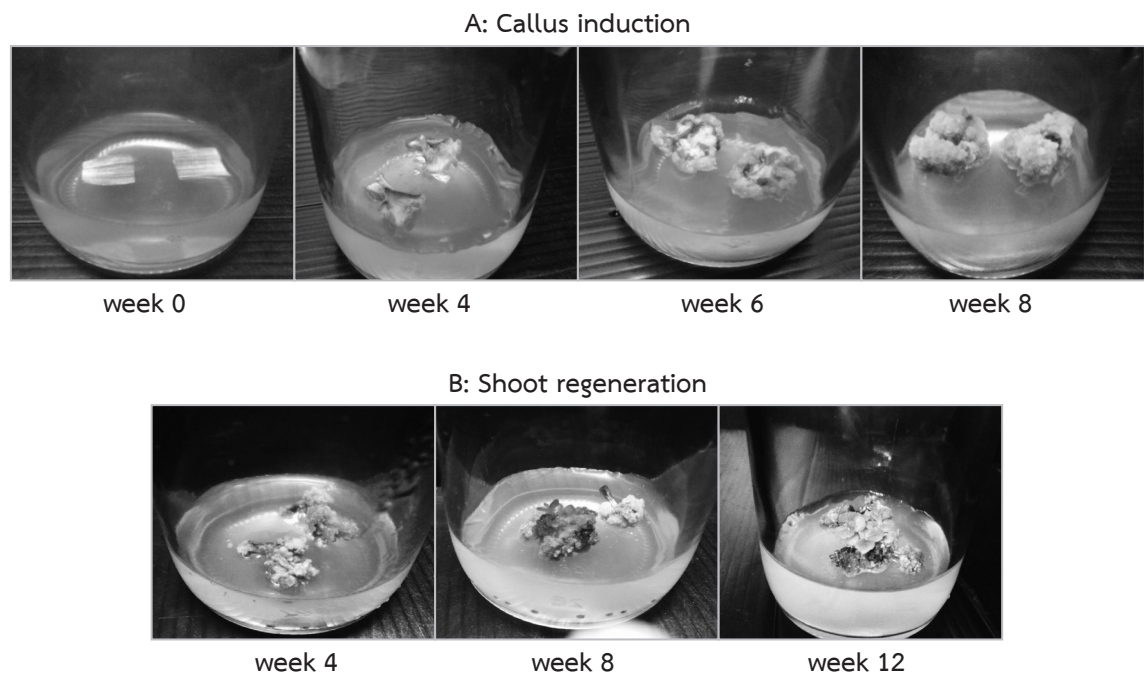 A: Callus induction
week 0
week 4
week 6
week 8
B: Shoot regeneration
week 4
week 8
week 12